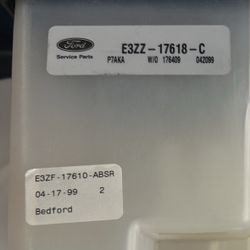 Ford
Service Parts
E3ZZ-17618-C
P7AKA W/O 176409 042099
E3ZF-17610-ABSR
04-17-99 2
Bedford